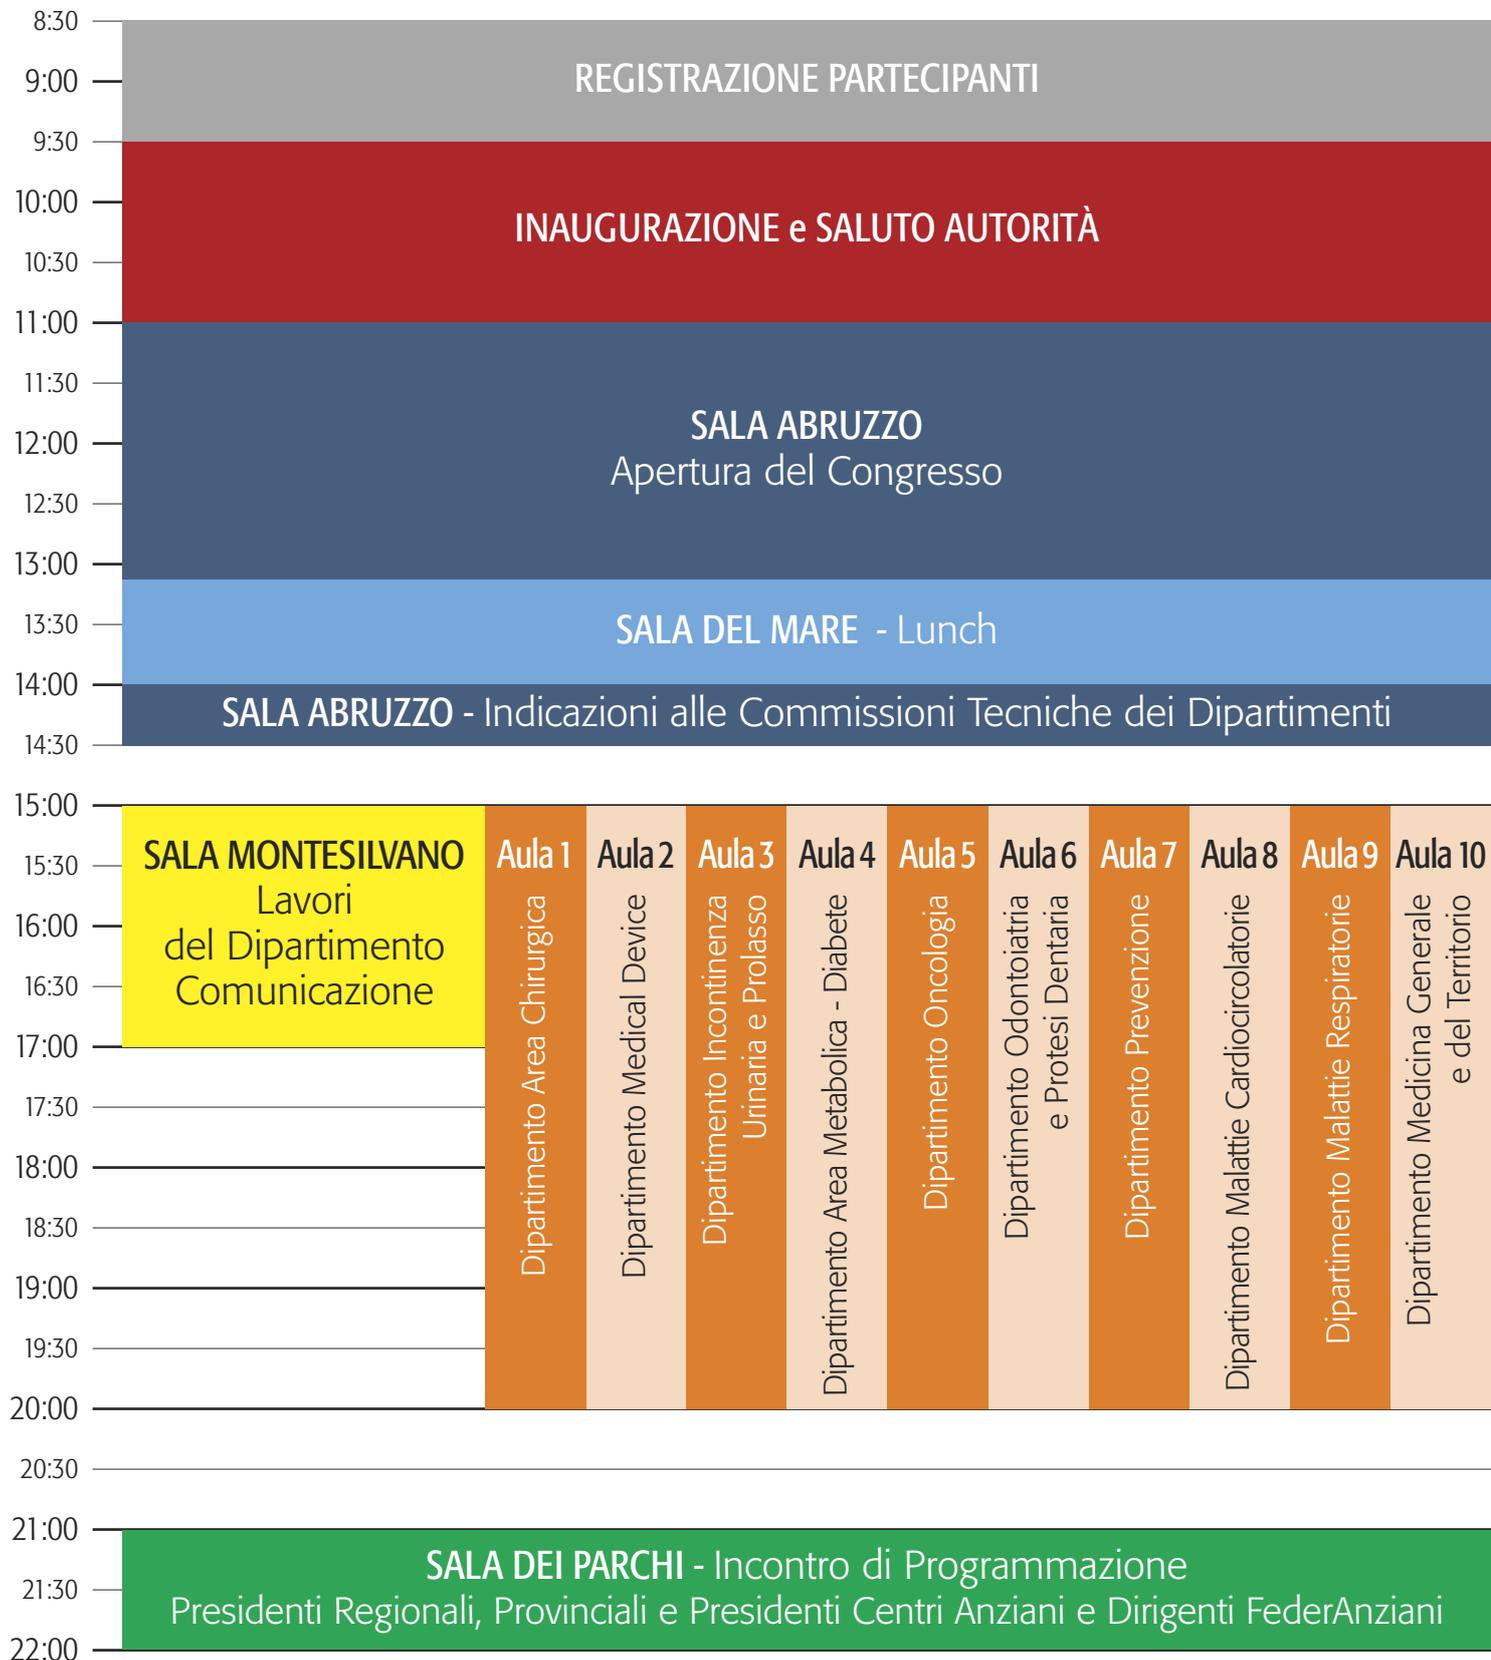 8:30
9:00
REGISTRAZIONE PARTECIPANTI
9:30
10:00
INAUGURAZIONE e SALUTO AUTORITÀ
10:30
11:00
11:30
SALA ABRUZZO
12:00
Apertura del Congresso
12:30
13:00
13:30
SALA DEL MARE - Lunch
14:00
SALA ABRUZZO - Indicazioni alle Commissioni Tecniche dei Dipartimenti
14:30
15:00
15:30
16:00
16:30
17:00
17:30
18:00
18:30
19:00
19:30
20:00
SALA MONTESILVANO
Lavori
del Dipartimento
Comunicazione
Aula 1
Dipartimento Area Chirurgica
Aula 2
Dipartimento Medical Device
Aula 3
Dipartimento Incontinenza
Urinaria e Prolasso
Aula 4
Dipartimento Area Metabolica - Diabete
Aula 5
Dipartimento Oncologia
Aula 6
Dipartimento Odontoiatria
e Protesi Dentaria
Aula 7
Dipartimento Prevenzione
Aula 8
Dipartimento Malattie Cardiocircolatorie
Aula 9
Dipartimento Malattie Respiratorie
Aula 10
Dipartimento Medicina Generale
e del Territorio
20:30
21:00
SALA DEI PARCHI - Incontro di Programmazione
21:30
Presidenti Regionali, Provinciali e Presidenti Centri Anziani e Dirigenti FederAnziani
22:00